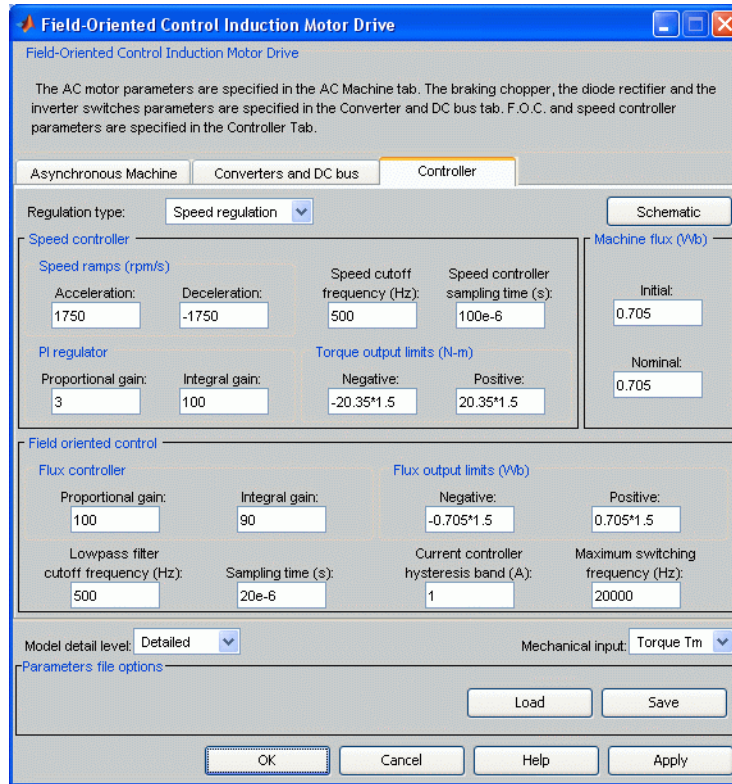 Field-Oriented Control Induction Motor Drive
Field-Oriented Control Induction Motor Drive
The AC motor parameters are specified in the AC Machine tab. The braking chopper, the diode rectifier and the
inverter switches parameters are specified in the Converter and DC bus tab. F.O.C. and speed controller
parameters are specified in the Controller Tab.
Asynchronous Machine
Converters and DC bus
Controller
Regulation type:
Speed regulation
Schematic
Speed controller
Speed ramps (rpm/s)
Acceleration:
1750
Deceleration:
-1750
Speed cutoff
frequency (Hz):
500
Speed controller
sampling time (s):
100e-6
PI regulator
Proportional gain:
3
Integral gain:
100
Torque output limits (N-m)
Negative:
-20.35*1.5
Positive:
20.35*1.5
Machine flux (Wb)
Initial:
0.705
Nominal:
0.705
Field oriented control
Flux controller
Proportional gain:
100
Integral gain:
90
Flux output limits (Wb)
Negative:
-0.705*1.5
Positive:
0.705*1.5
Lowpass filter
cutoff frequency (Hz):
500
Sampling time (s):
20e-6
Current controller
hysteresis band (A):
1
Maximum switching
frequency (Hz):
20000
Model detail level:
Detailed
Mechanical input:
Torque Tm
Parameters file options
Load
Save
OK
Cancel
Help
Apply